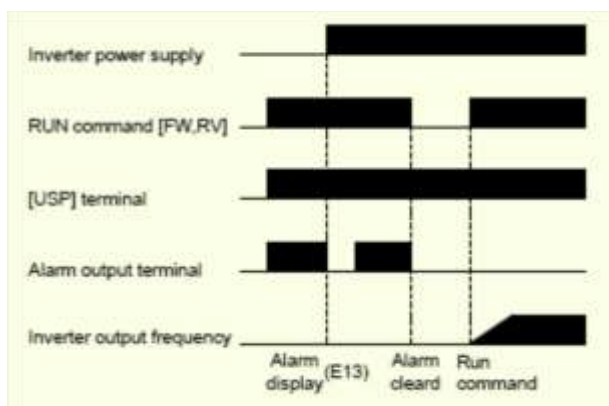 Inverter power supply
RUN command [FW,RV]
[USP] terminal
Alarm output terminal
Inverter output frequency
Alarm display
(E13)
Alarm cleard
Run command